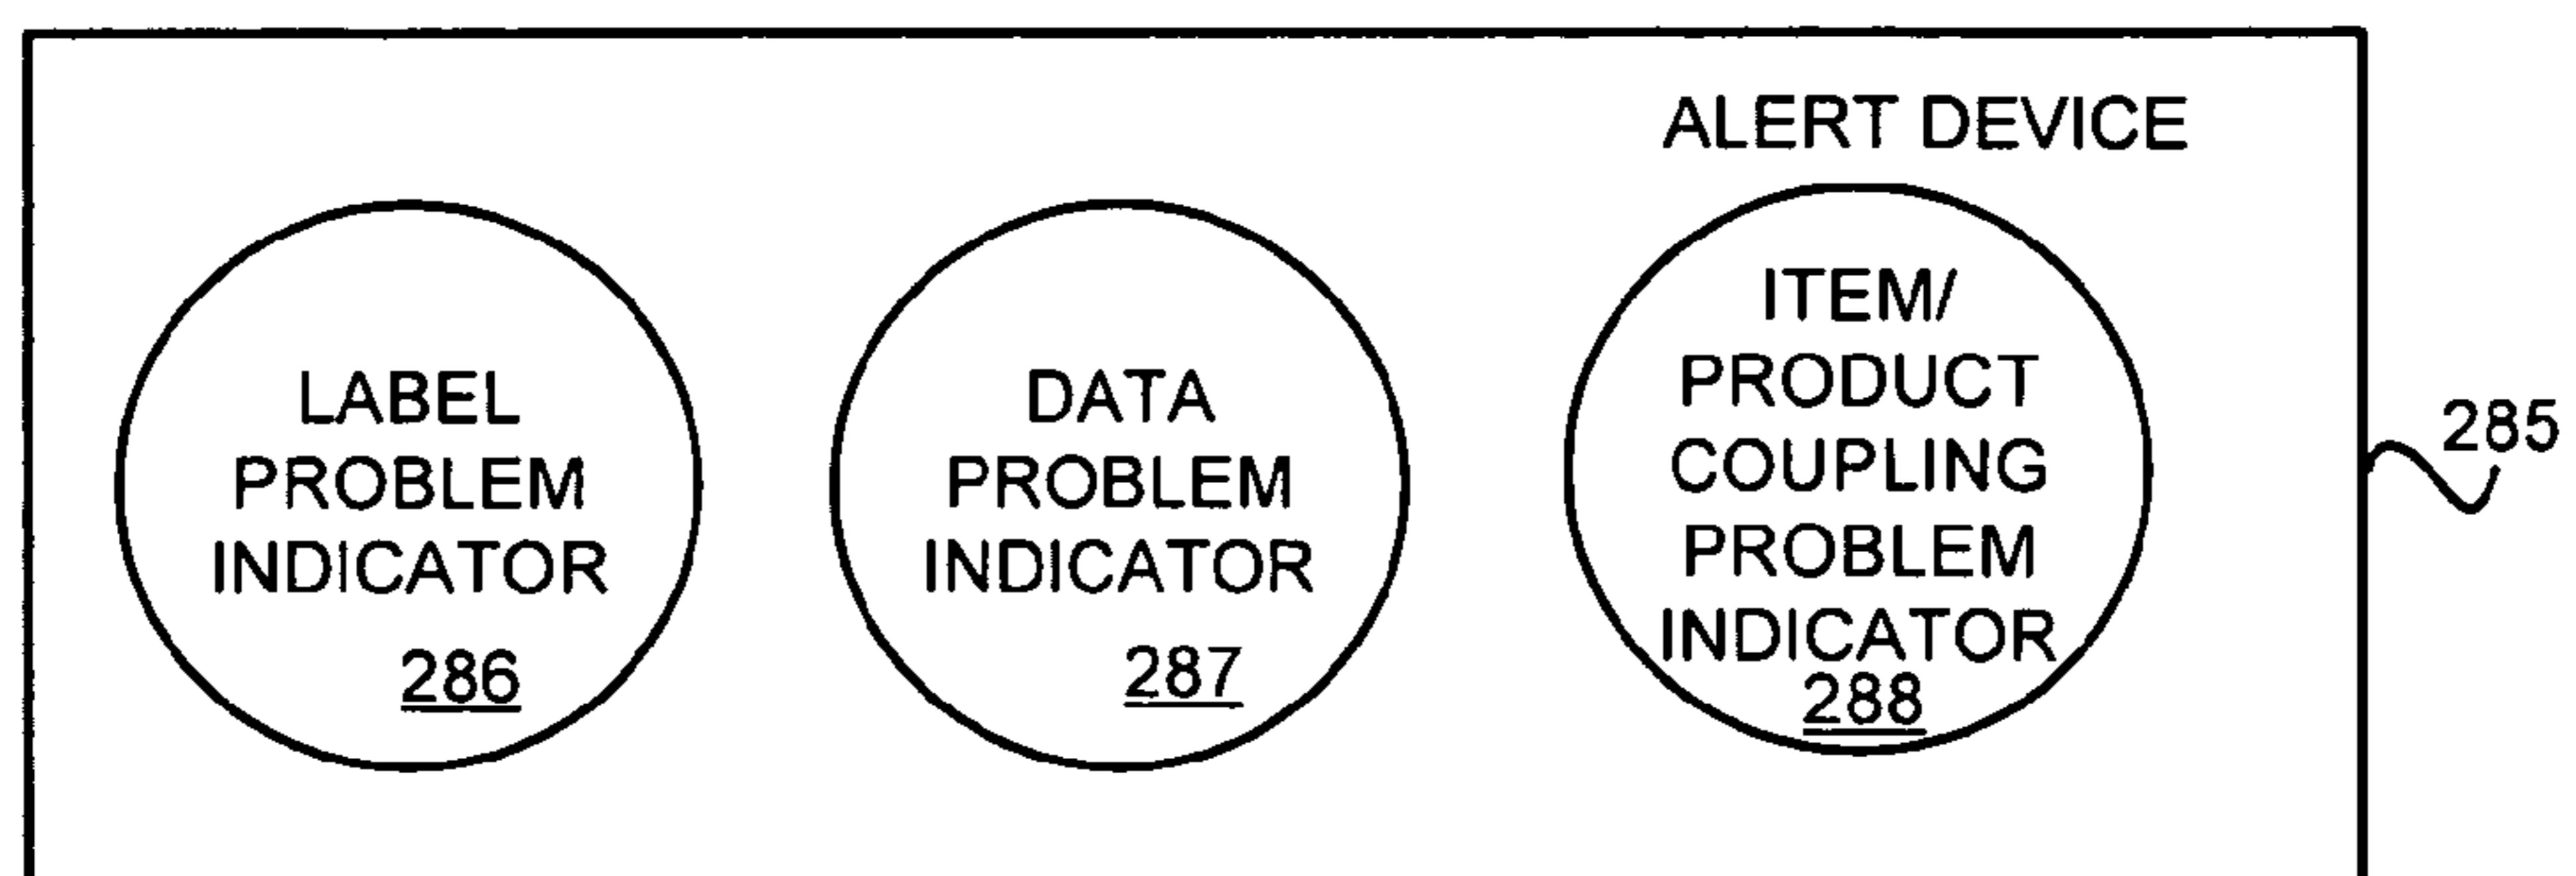 ALERT DEVICE
LABEL
PROBLEM
INDICATOR
286
DATA
PROBLEM
INDICATOR
287
ITEM/
PRODUCT
COUPLING
PROBLEM
INDICATOR
288
285